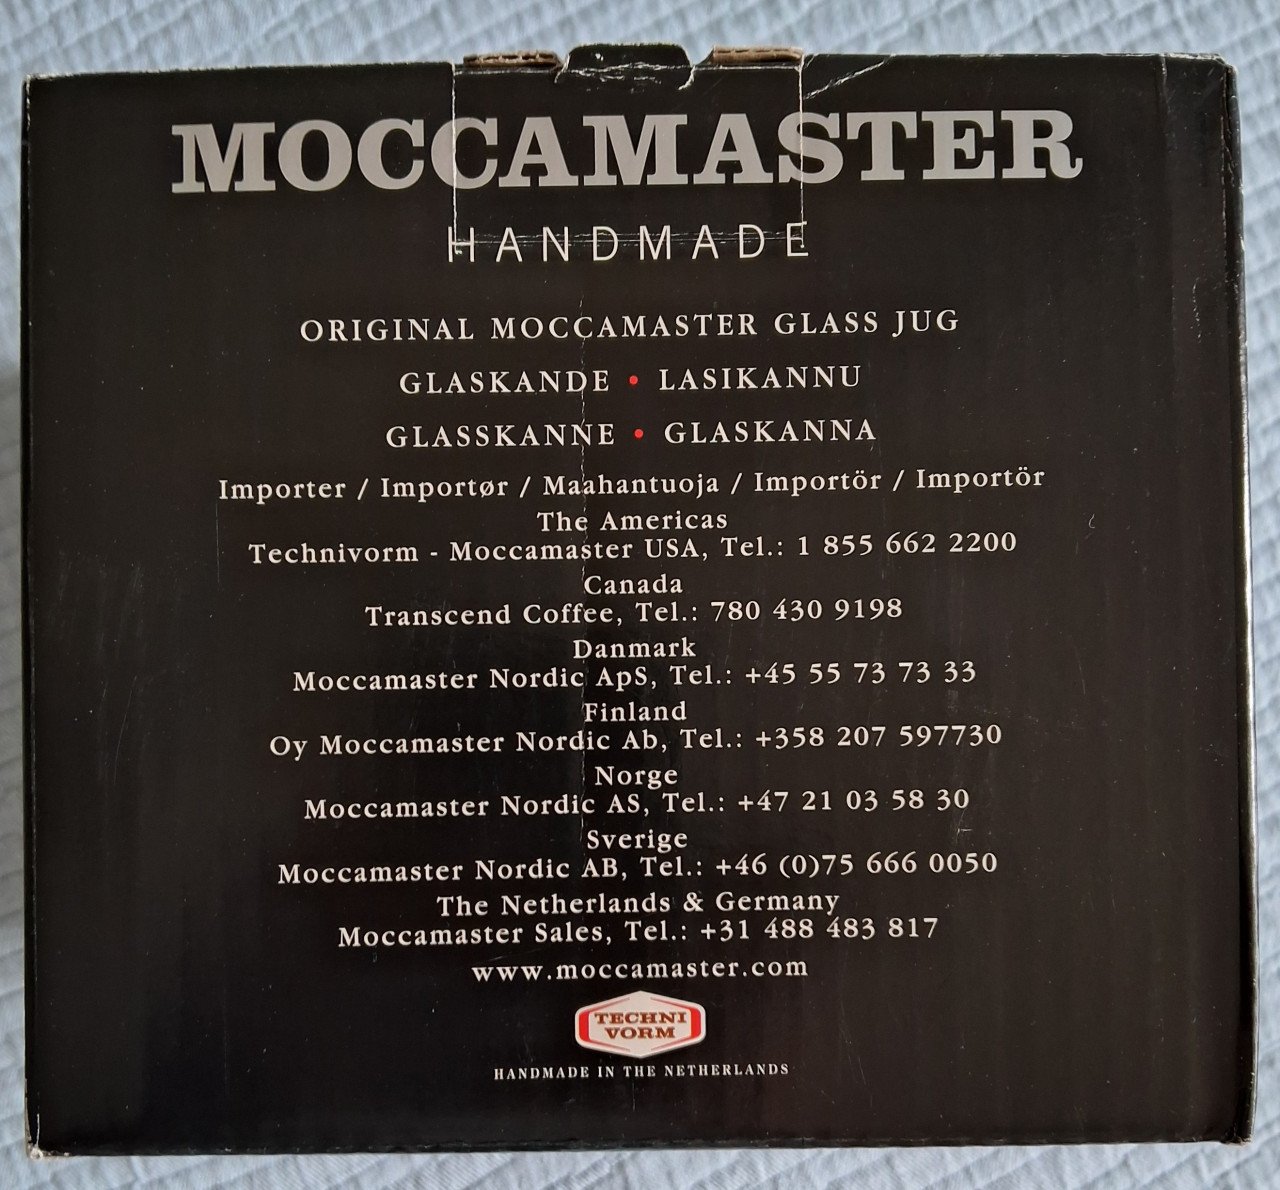 MOCCAMASTER
HANDMADE
ORIGINAL MOCCAMASTER GLASS JUG
GLASKANDE • LASIKANNU
GLASSKANNE • GLASKANNA
Importer / Importør / Maahantuoja / Importör / Importör
The Americas
Technivorm - Moccamaster USA, Tel.: 1 855 662 2200
Canada
Transcend Coffee, Tel.: 780 430 9198
Danmark
Moccamaster Nordic ApS, Tel.: +45 55 73 73 33
Finland
Oy Moccamaster Nordic Ab, Tel.: +358 207 597730
Norge
Moccamaster Nordic AS, Tel.: +47 21 03 58 30
Sverige
Moccamaster Nordic AB, Tel.: +46 (0)75 666 0050
The Netherlands & Germany
Moccamaster Sales, Tel.: +31 488 483 817
www.moccamaster.com
TECHNI
VORM
HANDMADE IN THE NETHERLANDS